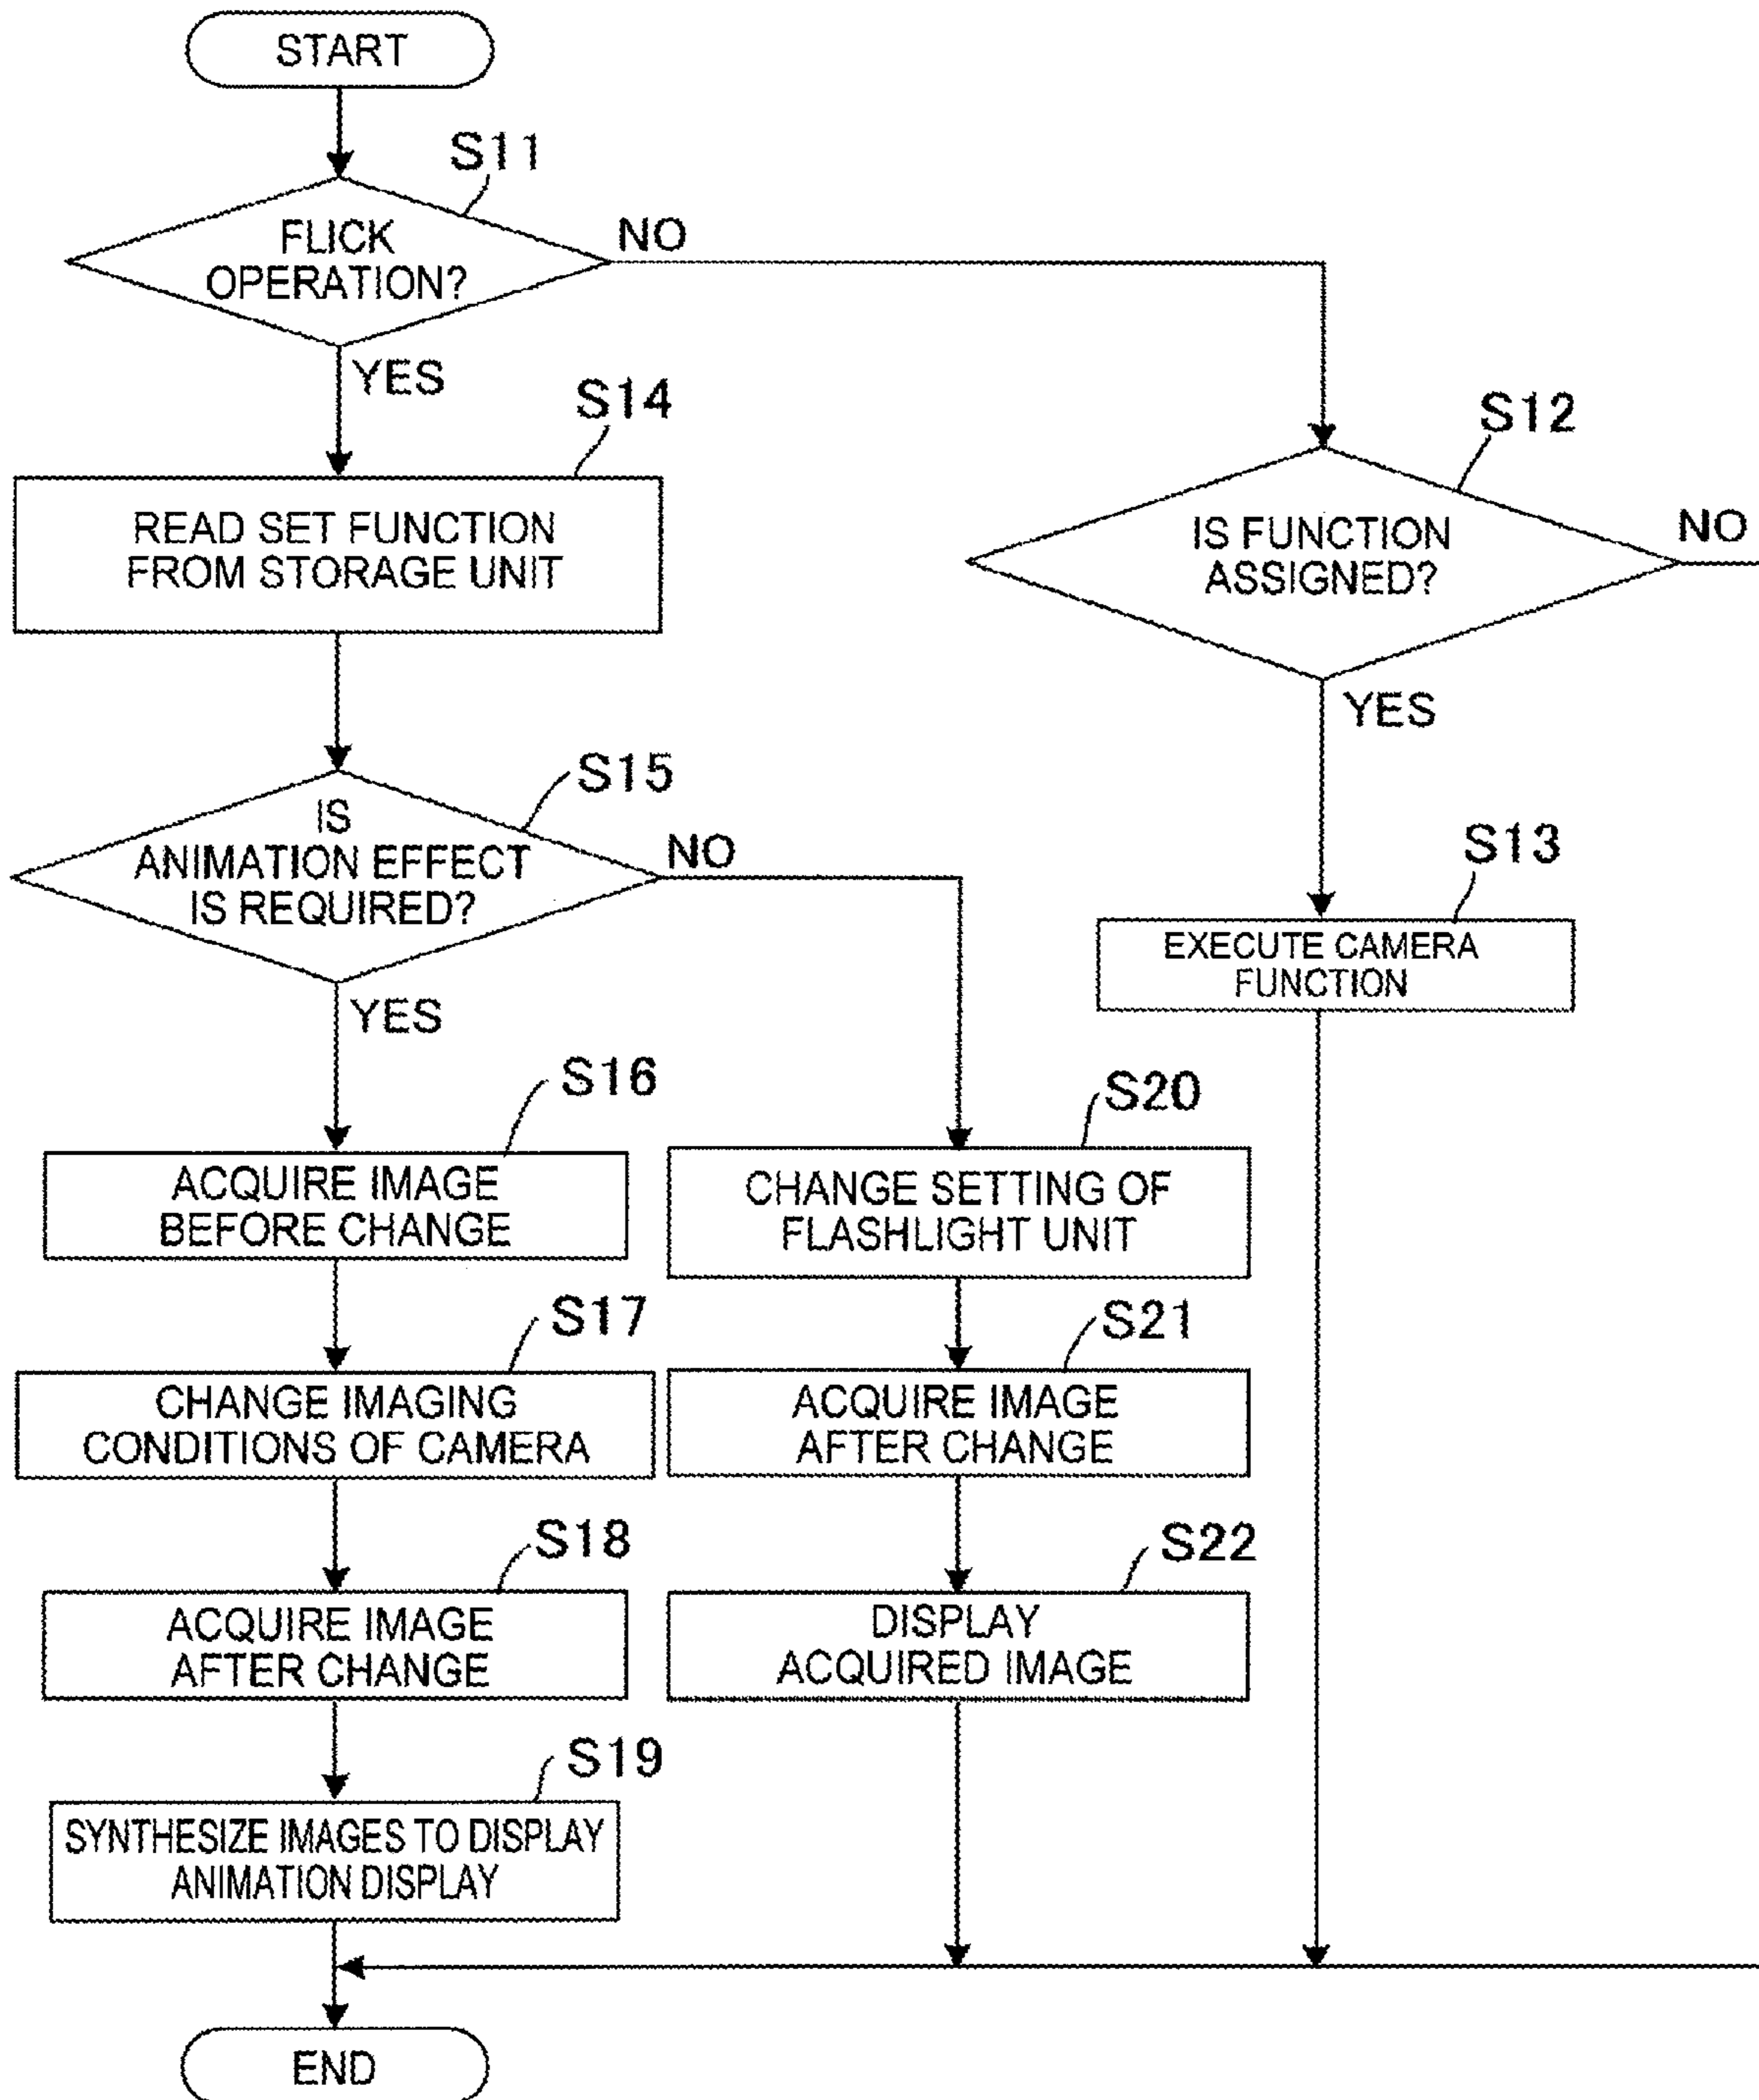 START
S11
FLICK
OPERATION?
NO
YES
S14
READ SET FUNCTION
FROM STORAGE UNIT
S12
IS FUNCTION
ASSIGNED?
NO
YES
S13
EXECUTE CAMERA
FUNCTION
S15
IS
ANIMATION EFFECT
IS REQUIRED?
NO
YES
S16
ACQUIRE IMAGE
BEFORE CHANGE
S17
CHANGE IMAGING
CONDITIONS OF CAMERA
S18
ACQUIRE IMAGE
AFTER CHANGE
S19
SYNTHESIZE IMAGES TO DISPLAY
ANIMATION DISPLAY
S20
CHANGE SETTING OF
FLASHLIGHT UNIT
S21
ACQUIRE IMAGE
AFTER CHANGE
S22
DISPLAY
ACQUIRED IMAGE
END